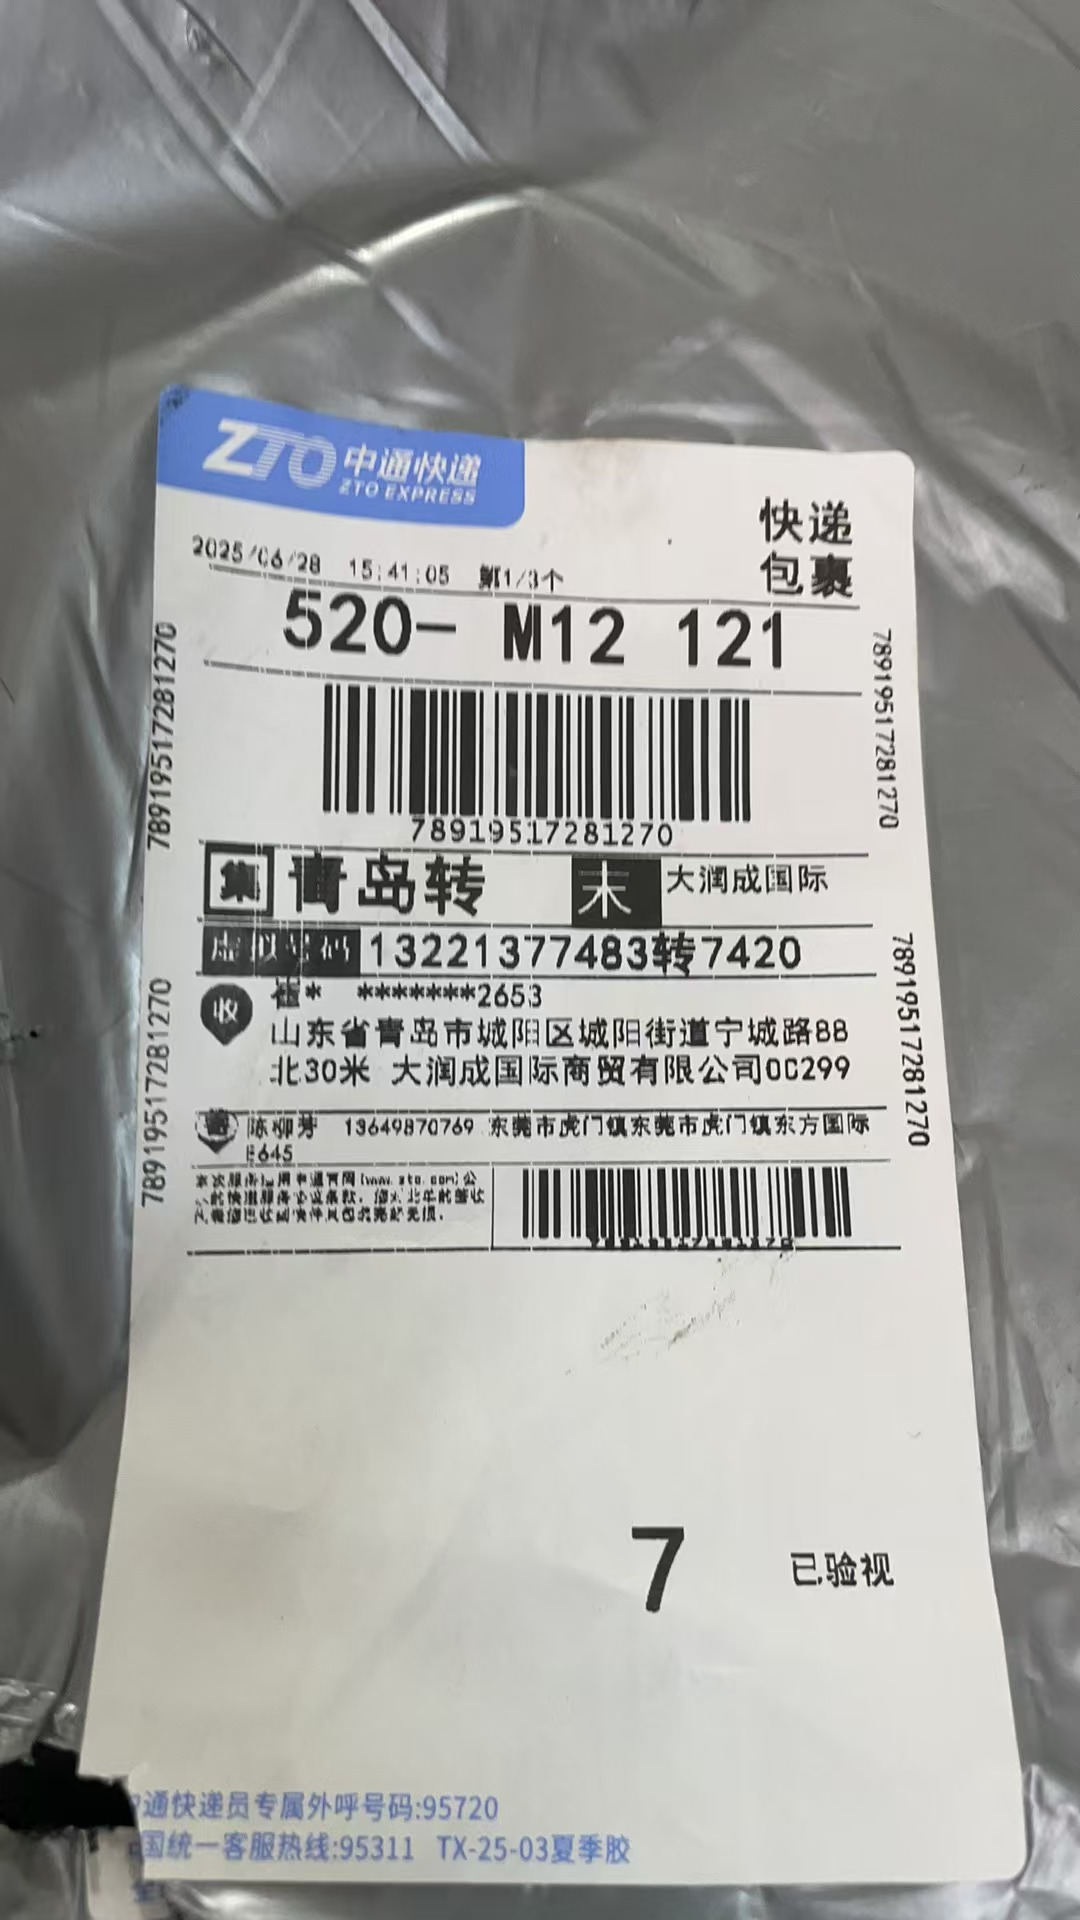 ZTO 中通快递
ZTO EXPRESS
快递
包裹
2025/06/28 15:41:05 第1/3个
520- M12 121
78919517281270
78919517281270
78919517281270
集 青岛转 末 大润成国际
虚拟号码 13221377483转7420
收 * *******2653
山东省青岛市城阳区城阳街道宁城路88
北30米 大润成国际商贸有限公司0C299
78919517281270
78919517281270
陈柳芳 13649870769 东莞市虎门镇东莞市虎门镇东方国际
E645
78919517281270
7 已验视
通快递员专属外呼号码:95720
国统一客服热线:95311 TX-25-03夏季胶